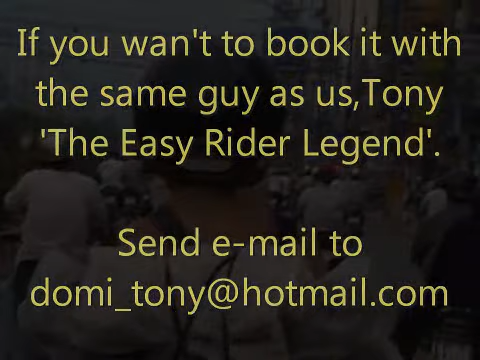 If you wan't to book it with
the same guy as us,Tony
'The Easy Rider Legend'.
Send e-mail to
domi_tony@hotmail.com